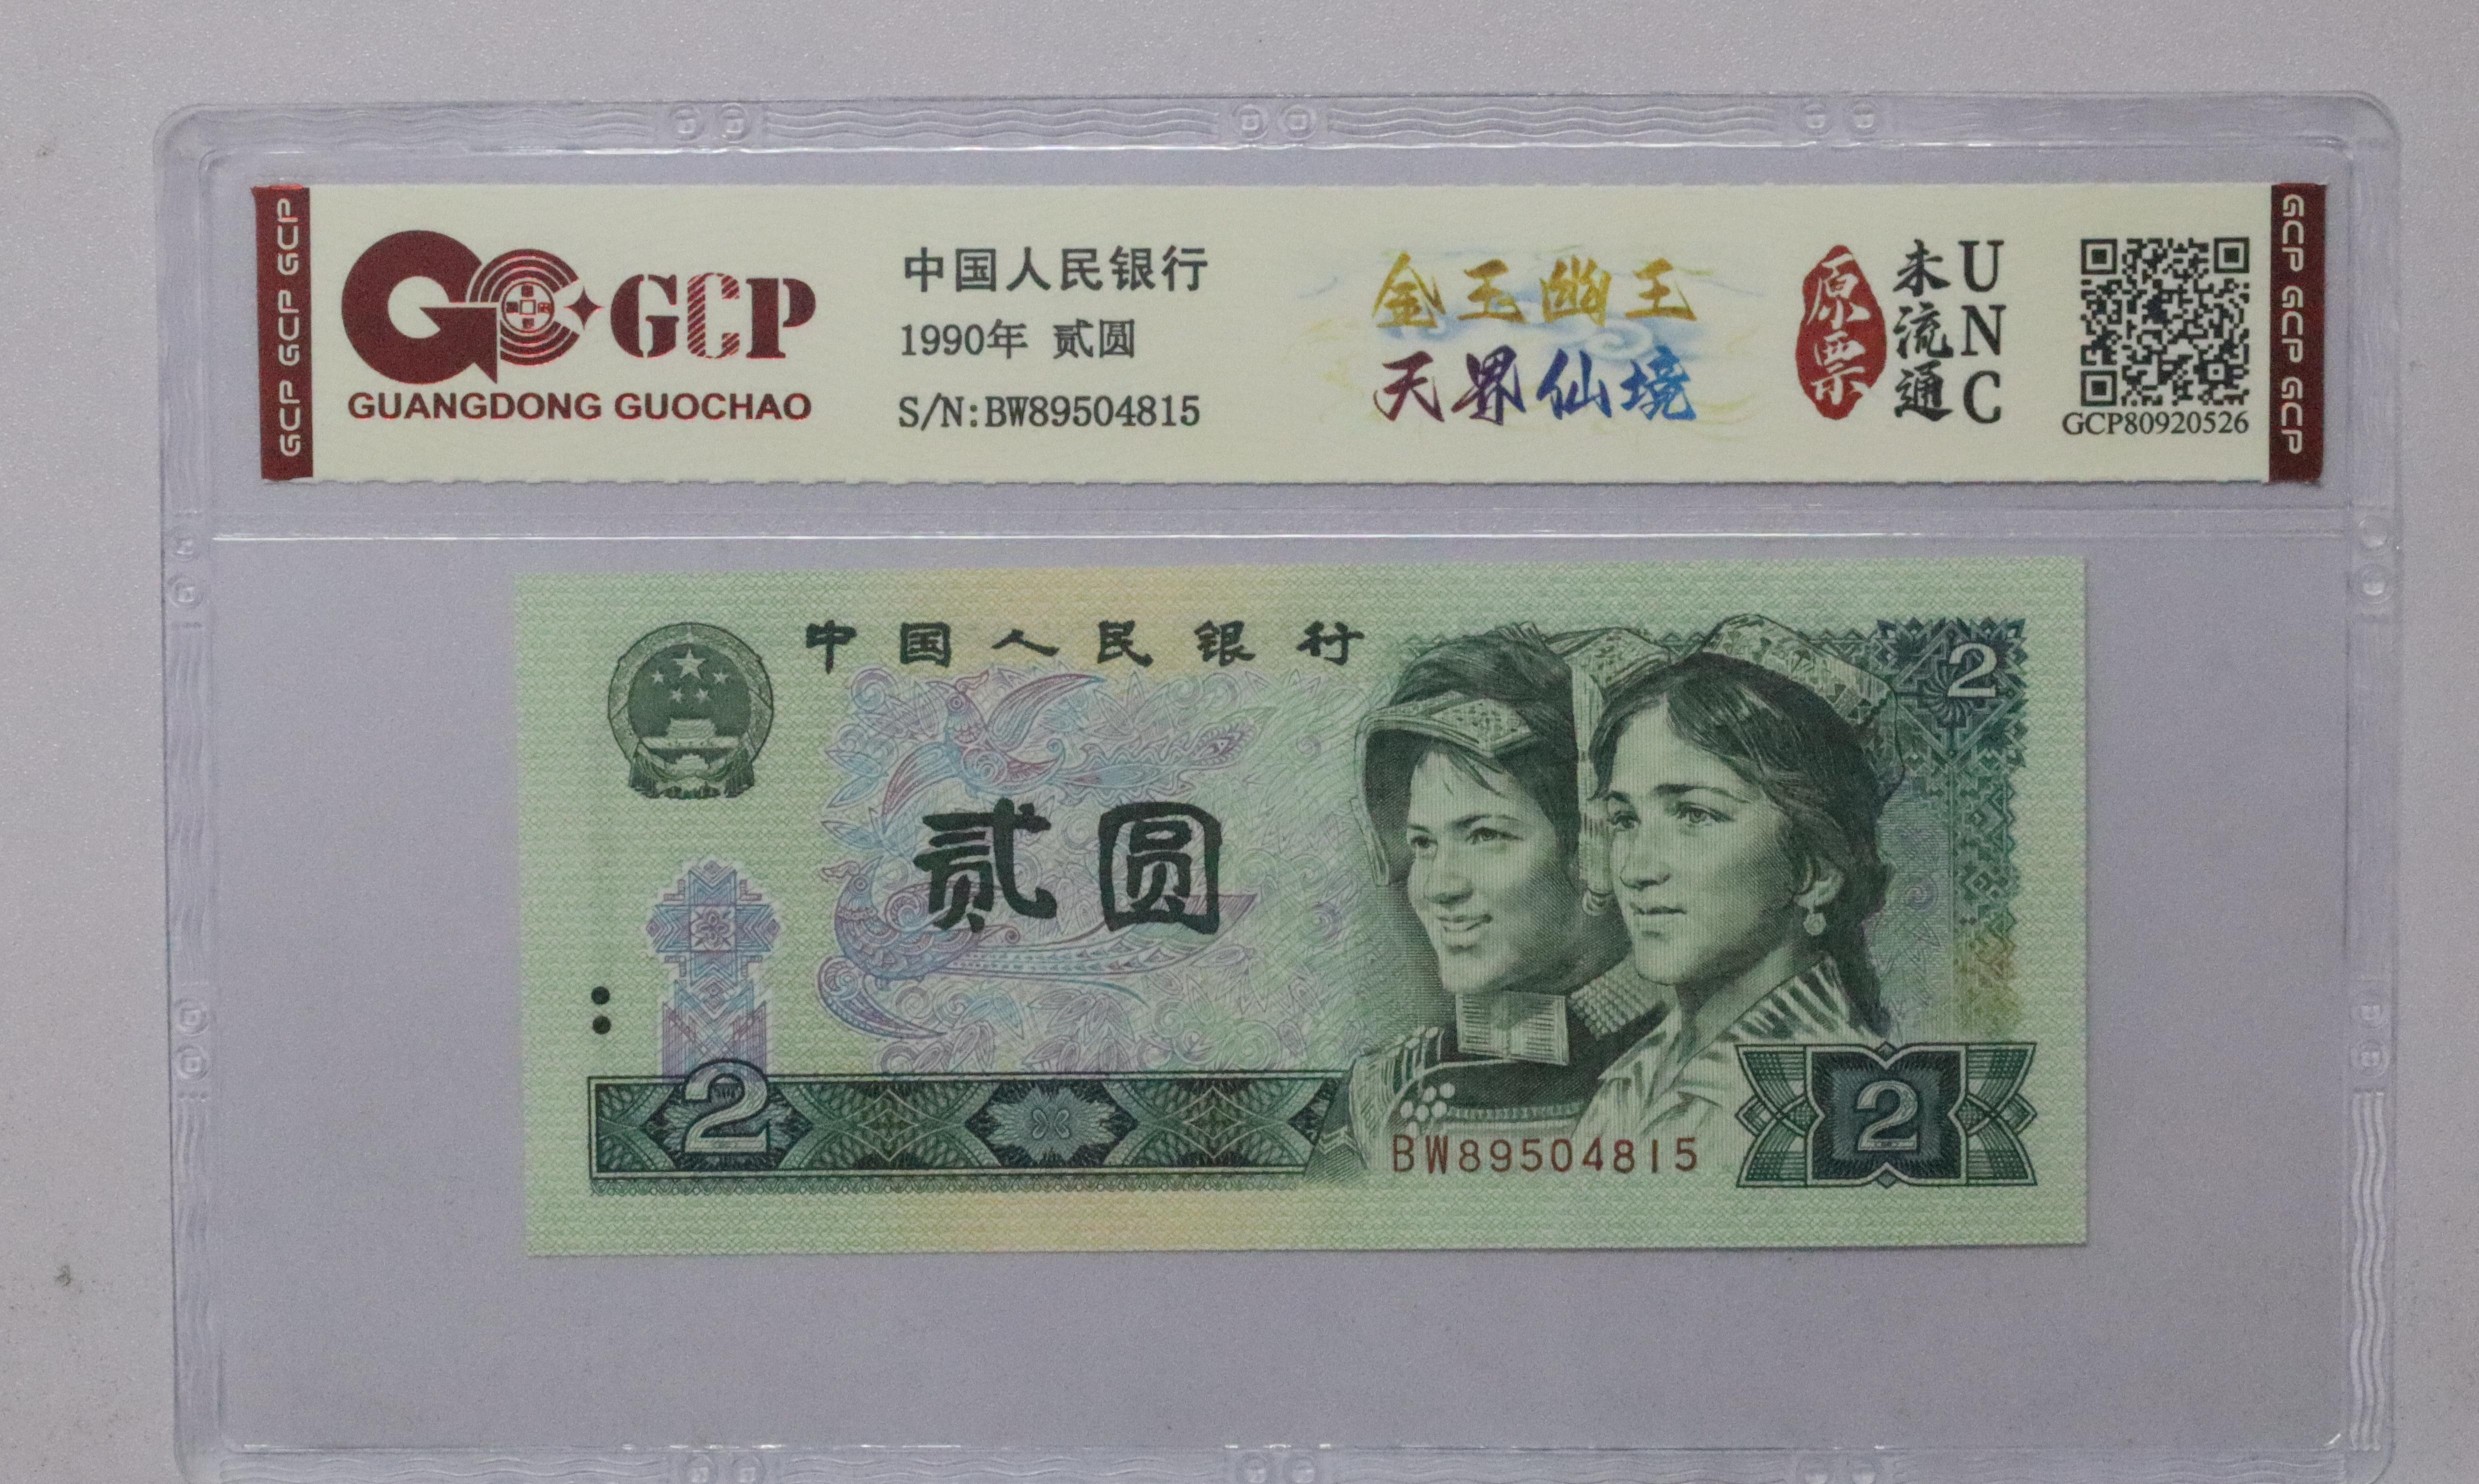 GCP GCP GCP
GCP
GUANGDONG GUOCHAO
中国人民银行
1990年 贰圆
S/N:BW89504815
金玉幽王
天界仙境
原票
未流通
UNC
GCP80920526
GCP GCP GCP
中国人民银行
2
贰圆
2
BW89504815
2